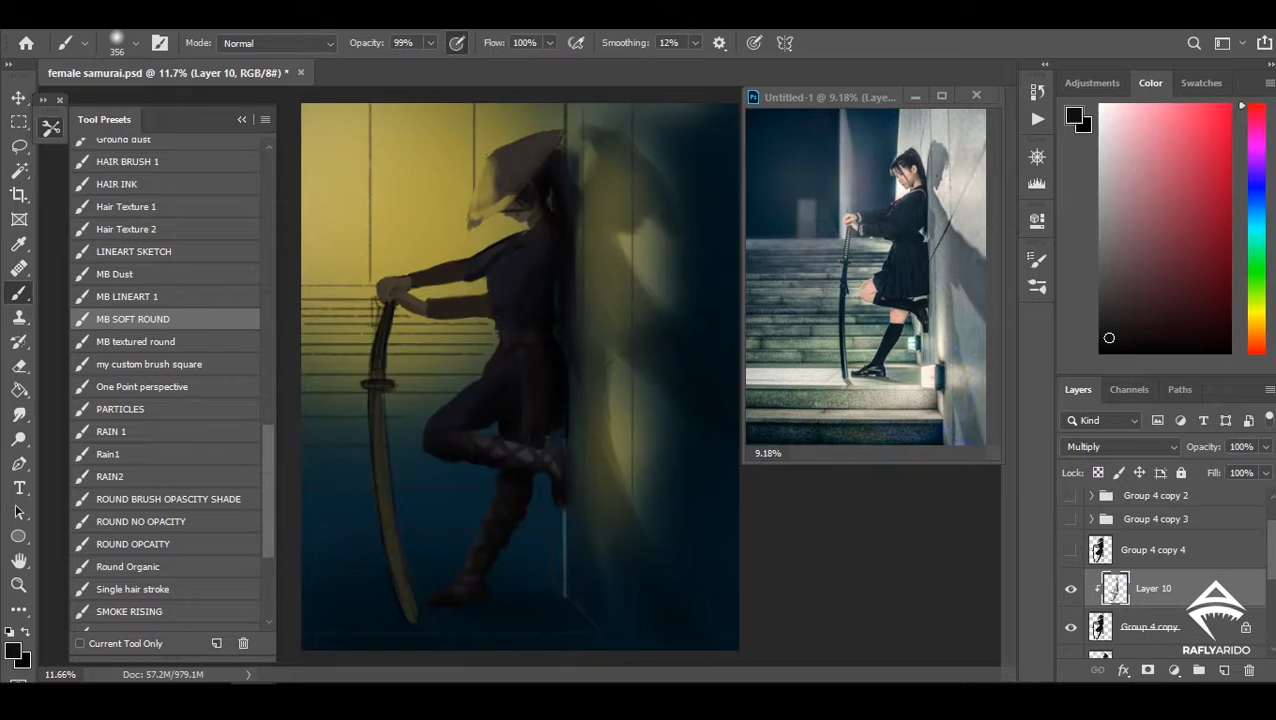 356
Mode:
Normal
Opacity:
99%
Flow:
100%
Smoothing:
12%
female samurai.psd @ 11.7% (Layer 10, RGB/8#) *
Tool Presets
Ground dust
HAIR BRUSH 1
HAIR INK
Hair Texture 1
Hair Texture 2
LINEART SKETCH
MB Dust
MB LINEART 1
MB SOFT ROUND
MB textured round
my custom brush square
One Point perspective
PARTICLES
RAIN 1
Rain1
RAIN2
ROUND BRUSH OPASCITY SHADE
ROUND NO OPACITY
ROUND OPCAITY
Round Organic
Single hair stroke
SMOKE RISING
Current Tool Only
11.66%
Doc: 57.2M/979.1M
Untitled-1 @ 9.18% (Laye...
9.18%
Adjustments
Color
Swatches
Layers
Channels
Paths
Kind
Multiply
Opacity:
100%
Lock:
Fill:
100%
Group 4 copy 2
Group 4 copy 3
Group 4 copy 4
Layer 10
Group 4 copy
RAFLYARIDO